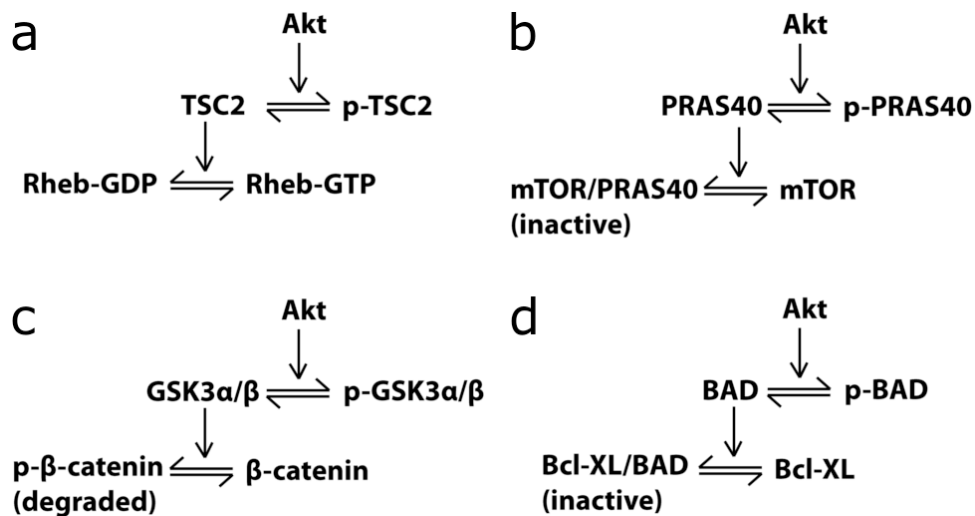 a
Akt
TSC2
p-TSC2
Rheb-GDP
Rheb-GTP
b
Akt
PRAS40
p-PRAS40
mTOR/PRAS40
(inactive)
mTOR
c
Akt
GSK3α/β
p-GSK3α/β
p-β-catenin
(degraded)
β-catenin
d
Akt
BAD
p-BAD
Bcl-XL/BAD
(inactive)
Bcl-XL